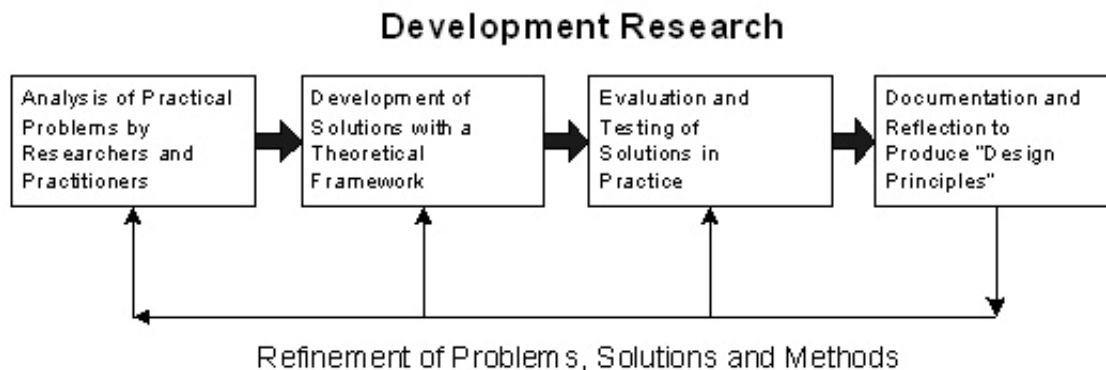 Development Research
Analysis of Practical
Problems by
Researchers and
Practitioners
Development of
Solutions with a
Theoretical
Framework
Evaluation and
Testing of
Solutions in
Practice
Documentation and
Reflection to
Produce "Design
Principles"
Refinement of Problems, Solutions and Methods